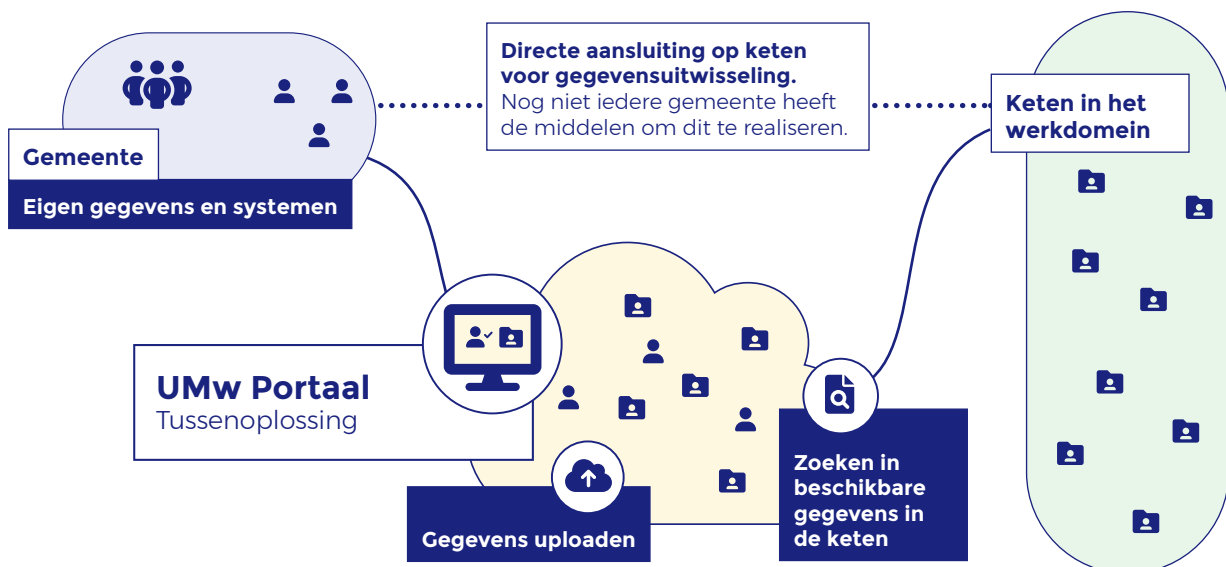 Directe aansluiting op keten
voor gegevensuitwisseling.
Nog niet iedere gemeente heeft
de middelen om dit te realiseren.
Keten in het
werkdomein
Gemeente
Eigen gegevens en systemen
UMw Portaal
Tussenoplossing
Gegevens uploaden
Zoeken in
beschikbare
gegevens in
de keten